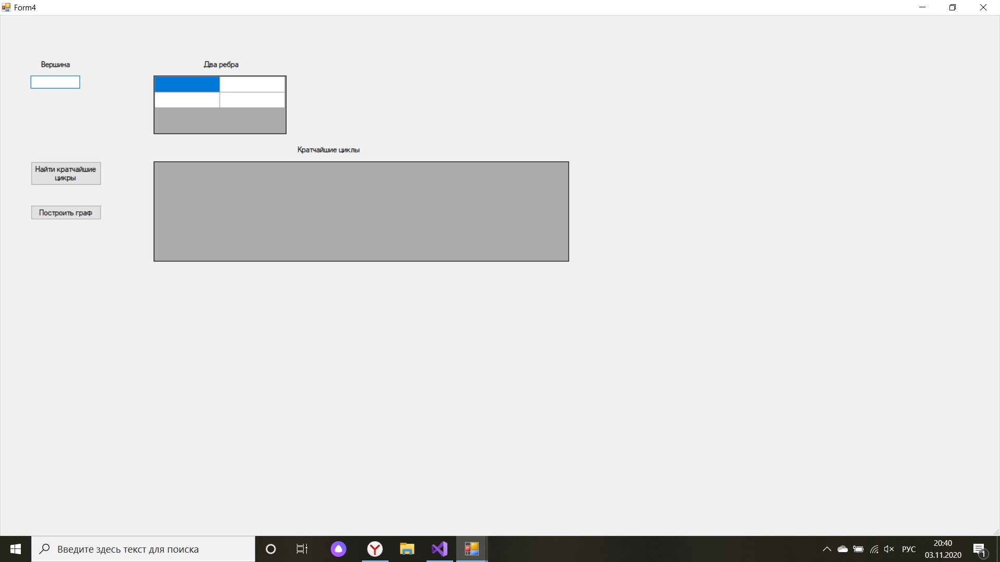 Form4
Вершина
Два ребра
Кратчайшие циклы
Найти кратчайшие
цикры
Построить граф
Введите здесь текст для поиска
РУС
20:40
03.11.2020
1